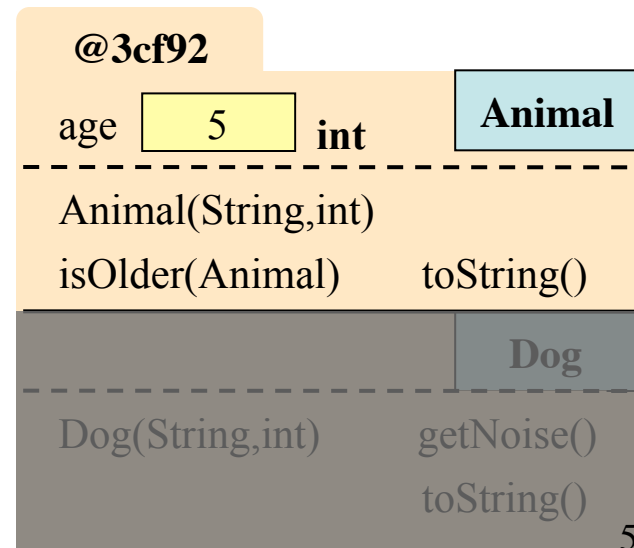 @3cf92
age 5 int Animal
Animal(String,int)
isOlder(Animal) toString()
Dog
Dog(String,int) getNoise()
toString()
5